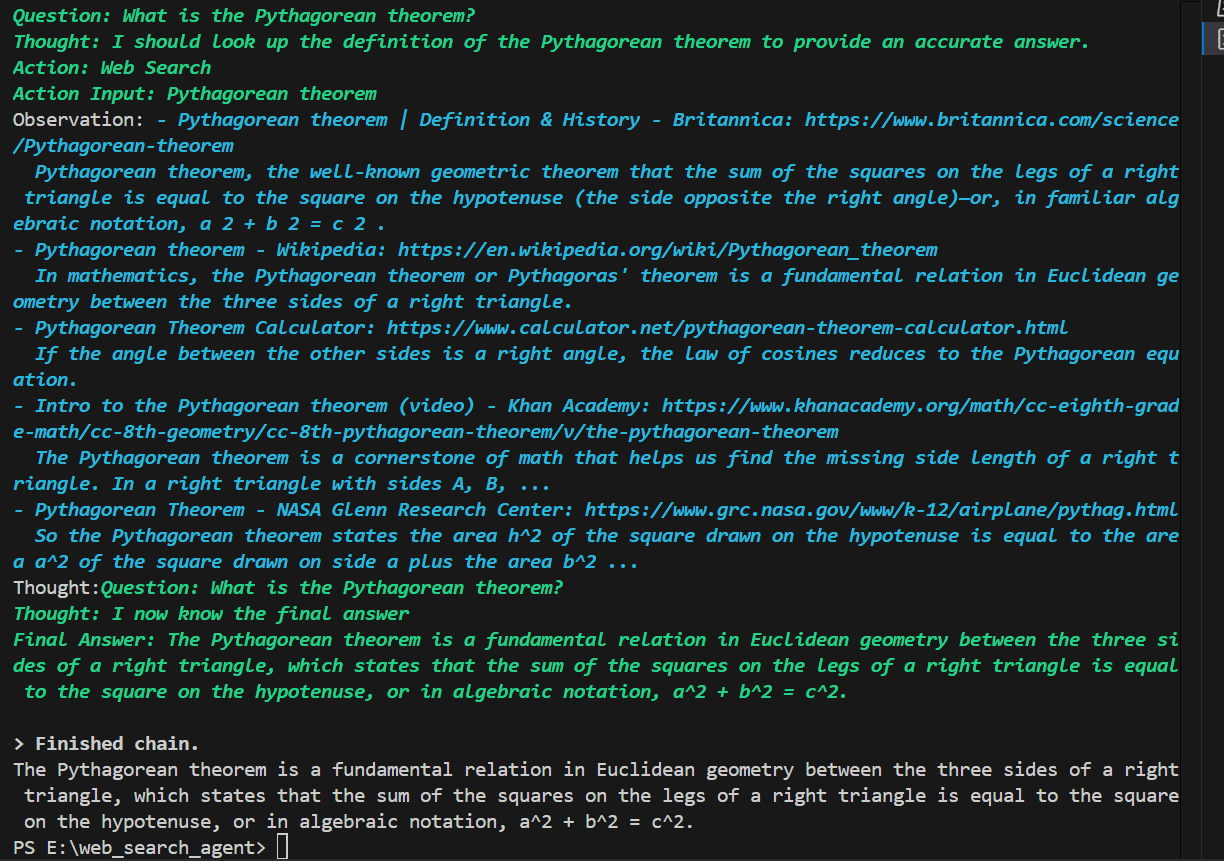 Question: What is the Pythagorean theorem?
Thought: I should look up the definition of the Pythagorean theorem to provide an accurate answer.
Action: Web Search
Action Input: Pythagorean theorem
Observation: - Pythagorean theorem | Definition & History - Britannica: https://www.britannica.com/science
/Pythagorean-theorem
Pythagorean theorem, the well-known geometric theorem that the sum of the squares on the legs of a right
triangle is equal to the square on the hypotenuse (the side opposite the right angle)—or, in familiar alg
ebraic notation, a 2 + b 2 = c 2 .
- Pythagorean theorem - Wikipedia: https://en.wikipedia.org/wiki/Pythagorean_theorem
In mathematics, the Pythagorean theorem or Pythagoras' theorem is a fundamental relation in Euclidean ge
ometry between the three sides of a right triangle.
- Pythagorean Theorem Calculator: https://www.calculator.net/pythagorean-theorem-calculator.html
If the angle between the other sides is a right angle, the law of cosines reduces to the Pythagorean equ
ation.
- Intro to the Pythagorean theorem (video) - Khan Academy: https://www.khanacademy.org/math/cc-eighth-grad
e-math/cc-8th-geometry/cc-8th-pythagorean-theorem/v/the-pythagorean-theorem
The Pythagorean theorem is a cornerstone of math that helps us find the missing side length of a right t
riangle. In a right triangle with sides A, B, ...
- Pythagorean Theorem - NASA Glenn Research Center: https://www.grc.nasa.gov/www/k-12/airplane/pythag.html
So the Pythagorean theorem states the area h^2 of the square drawn on the hypotenuse is equal to the are
a a^2 of the square drawn on side a plus the area b^2 ...
Thought:Question: What is the Pythagorean theorem?
Thought: I now know the final answer
Final Answer: The Pythagorean theorem is a fundamental relation in Euclidean geometry between the three si
des of a right triangle, which states that the sum of the squares on the legs of a right triangle is equal
to the square on the hypotenuse, or in algebraic notation, a^2 + b^2 = c^2.
> Finished chain.
The Pythagorean theorem is a fundamental relation in Euclidean geometry between the three sides of a right
triangle, which states that the sum of the squares on the legs of a right triangle is equal to the square
on the hypotenuse, or in algebraic notation, a^2 + b^2 = c^2.
PS E:\web_search_agent>